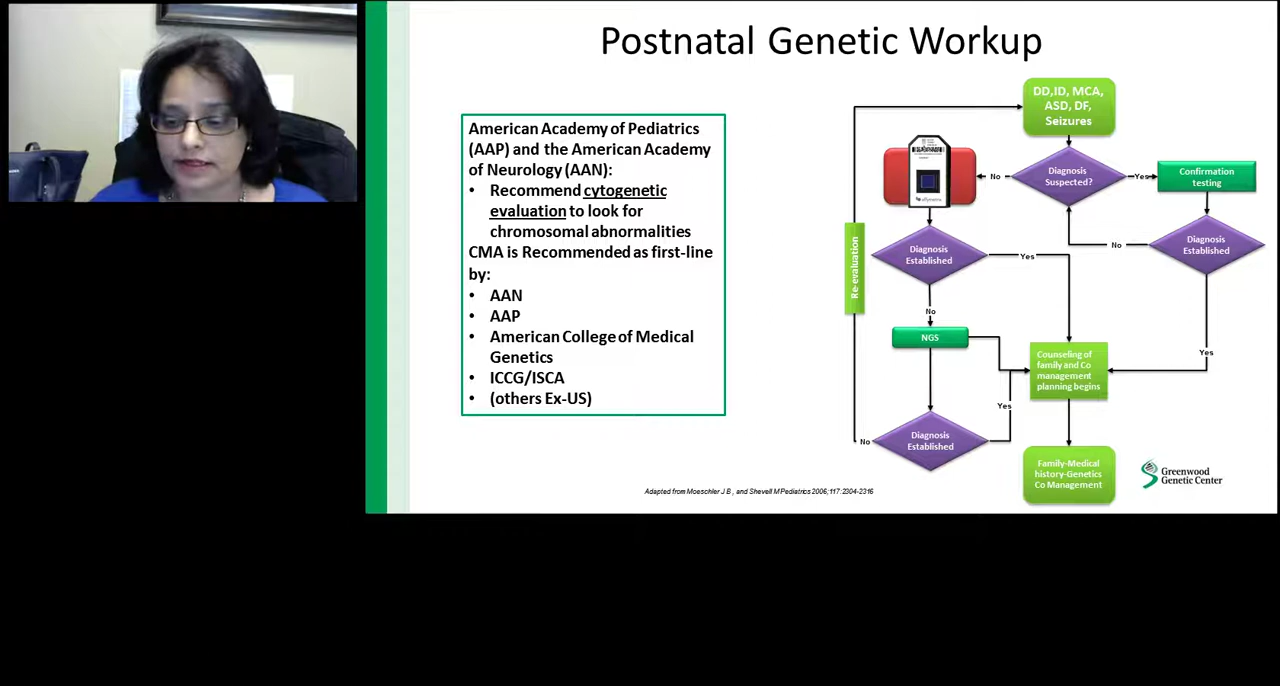 Postnatal Genetic Workup
American Academy of Pediatrics
(AAP) and the American Academy
of Neurology (AAN):
• Recommend cytogenetic
evaluation to look for
chromosomal abnormalities
CMA is Recommended as first-line
by:
• AAN
• AAP
• American College of Medical
Genetics
• ICCG/ISCA
• (others Ex-US)
DD,ID, MCA,
ASD, DF,
Seizures
Diagnosis
Suspected?
No
Yes
Confirmation
testing
Diagnosis
Established
No
Yes
Diagnosis
Established
Yes
No
Re-evaluation
NGS
Counseling of
family and Co
management
planning begins
Yes
Diagnosis
Established
No
Family-Medical
history-Genetics
Co Management
Greenwood
Genetic Center
Adapted from Moeschler J B , and Shevell M Pediatrics 2006;117:2304-2316